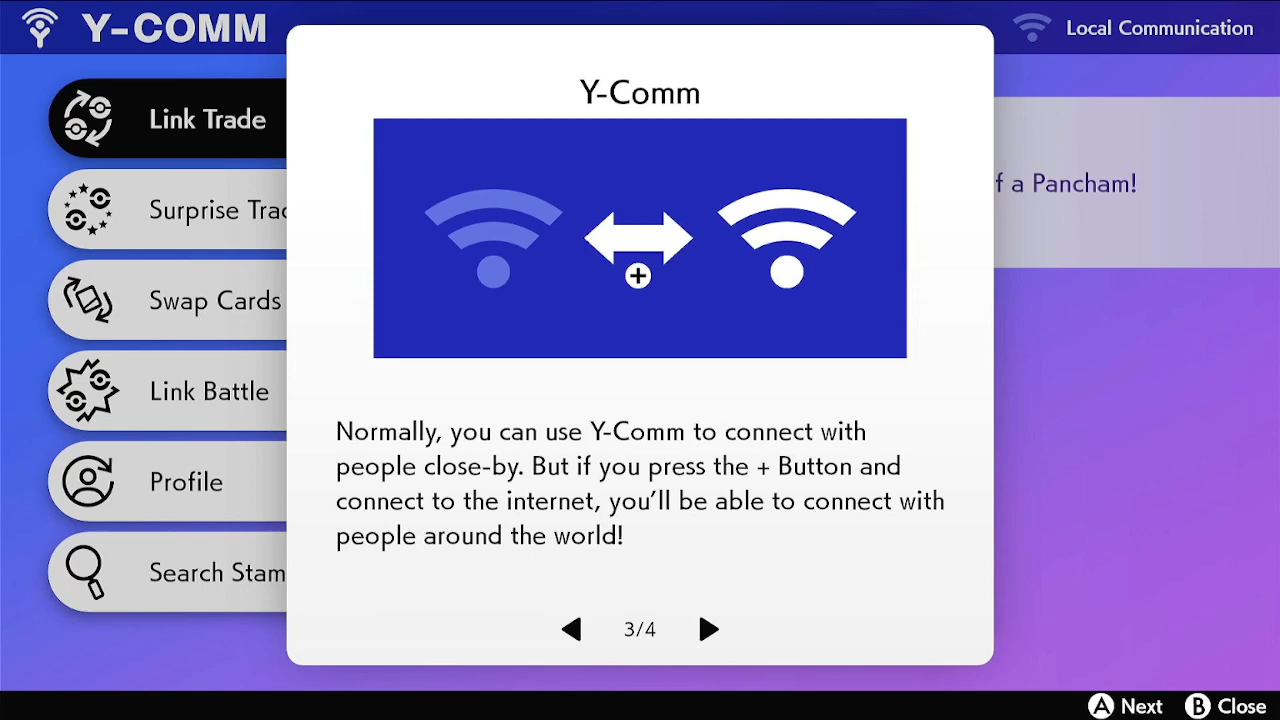 Y-COMM
Local Communication
Link Trade
Surprise
Swap Cards
Link Battle
Profile
Search
a Pancham!
Y-Comm
Normally, you can use Y-Comm to connect with
people close-by. But if you press the + Button and
connect to the internet, you'll be able to connect with
people around the world!
3/4
A Next
B Close